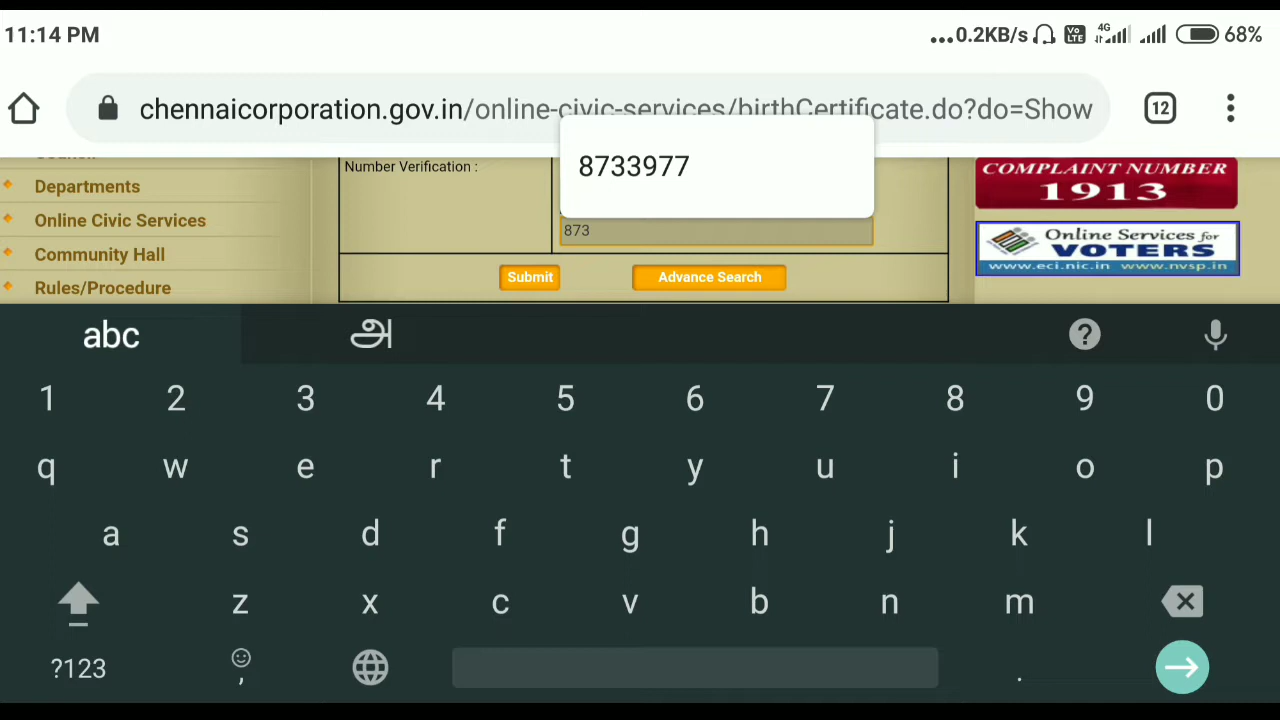 11:14 PM
...0.2KB/s Vo LTE 4G 68%
chennaicorporation.gov.in/online-civic-services/birthCertificate.do?do=Show
12
Departments
Online Civic Services
Community Hall
Rules/Procedure
Number Verification :
8733977
873
Submit
Advance Search
COMPLAINT NUMBER
1913
Online Services for
VOTERS
www.eci.nic.in www.nvsp.in
abc
அ
?
1 2 3 4 5 6 7 8 9 0
q w e r t y u i o p
a s d f g h j k l
z x c v b n m
?123 , .